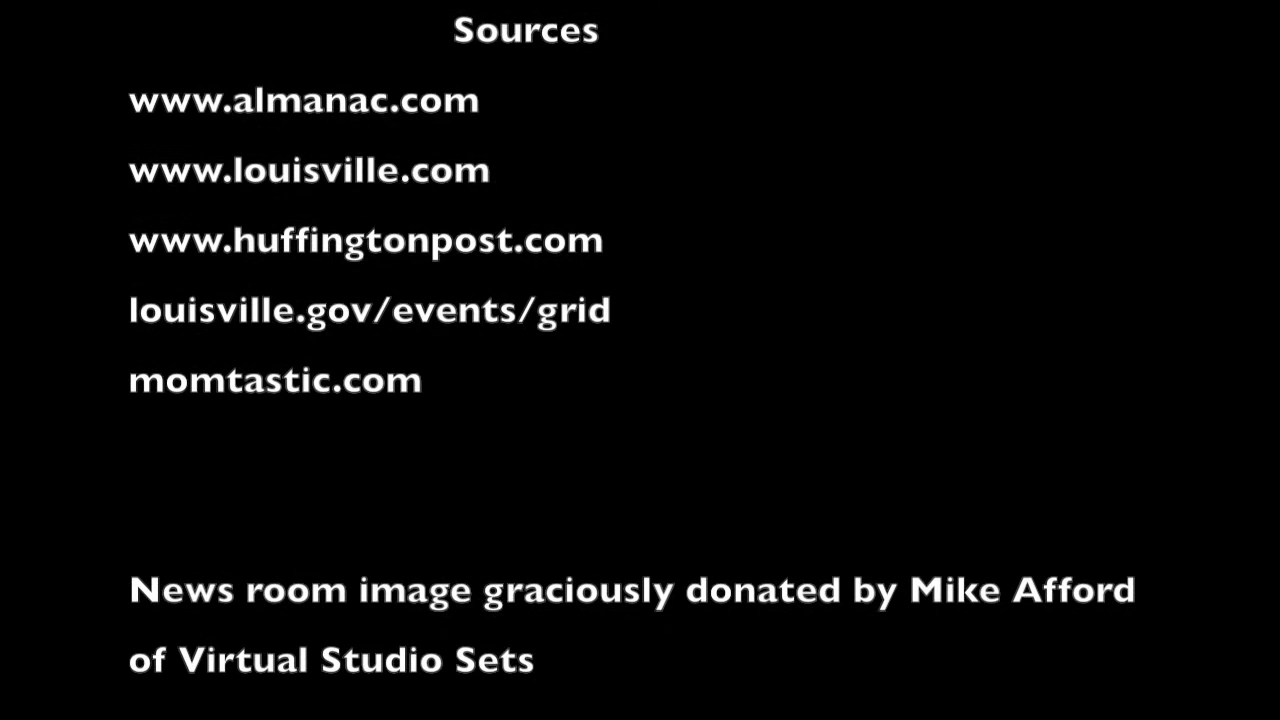 Sources
www.almanac.com
www.louisville.com
www.huffingtonpost.com
louisville.gov/events/grid
momtastic.com
News room image graciously donated by Mike Afford
of Virtual Studio Sets